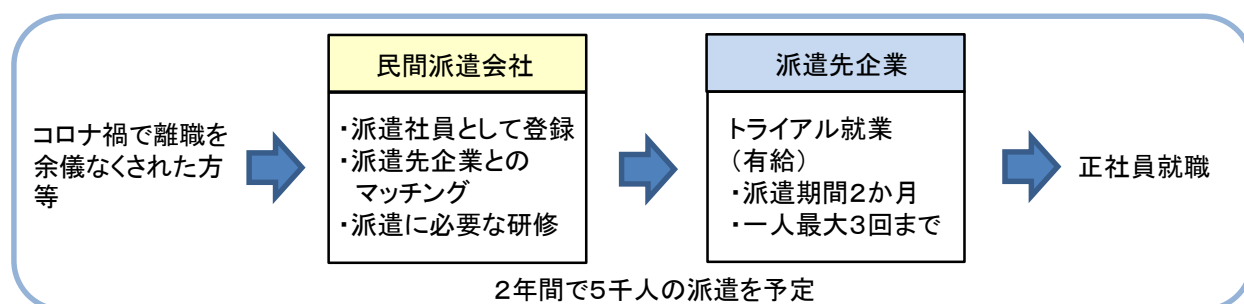 コロナ禍で離職を
余儀なくされた方
等
民間派遣会社
・派遣社員として登録
・派遣先企業との
マッチング
・派遣に必要な研修
派遣先企業
トライアル就業
(有給)
・派遣期間2か月
・一人最大3回まで
正社員就職
2年間で5千人の派遣を予定